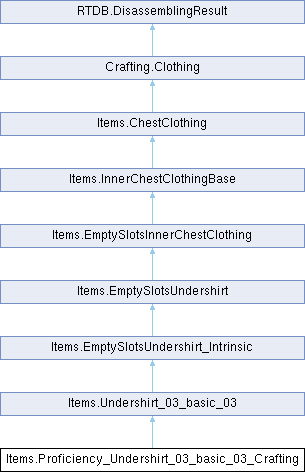 RTDB.DisassemblingResult
Crafting.Clothing
Items.ChestClothing
Items.InnerChestClothingBase
Items.EmptySlotsInnerChestClothing
Items.EmptySlotsUndershirt
Items.EmptySlotsUndershirt_Intrinsic
Items.Undershirt_03_basic_03
Items.Proficiency_Undershirt_03_basic_03_Crafting